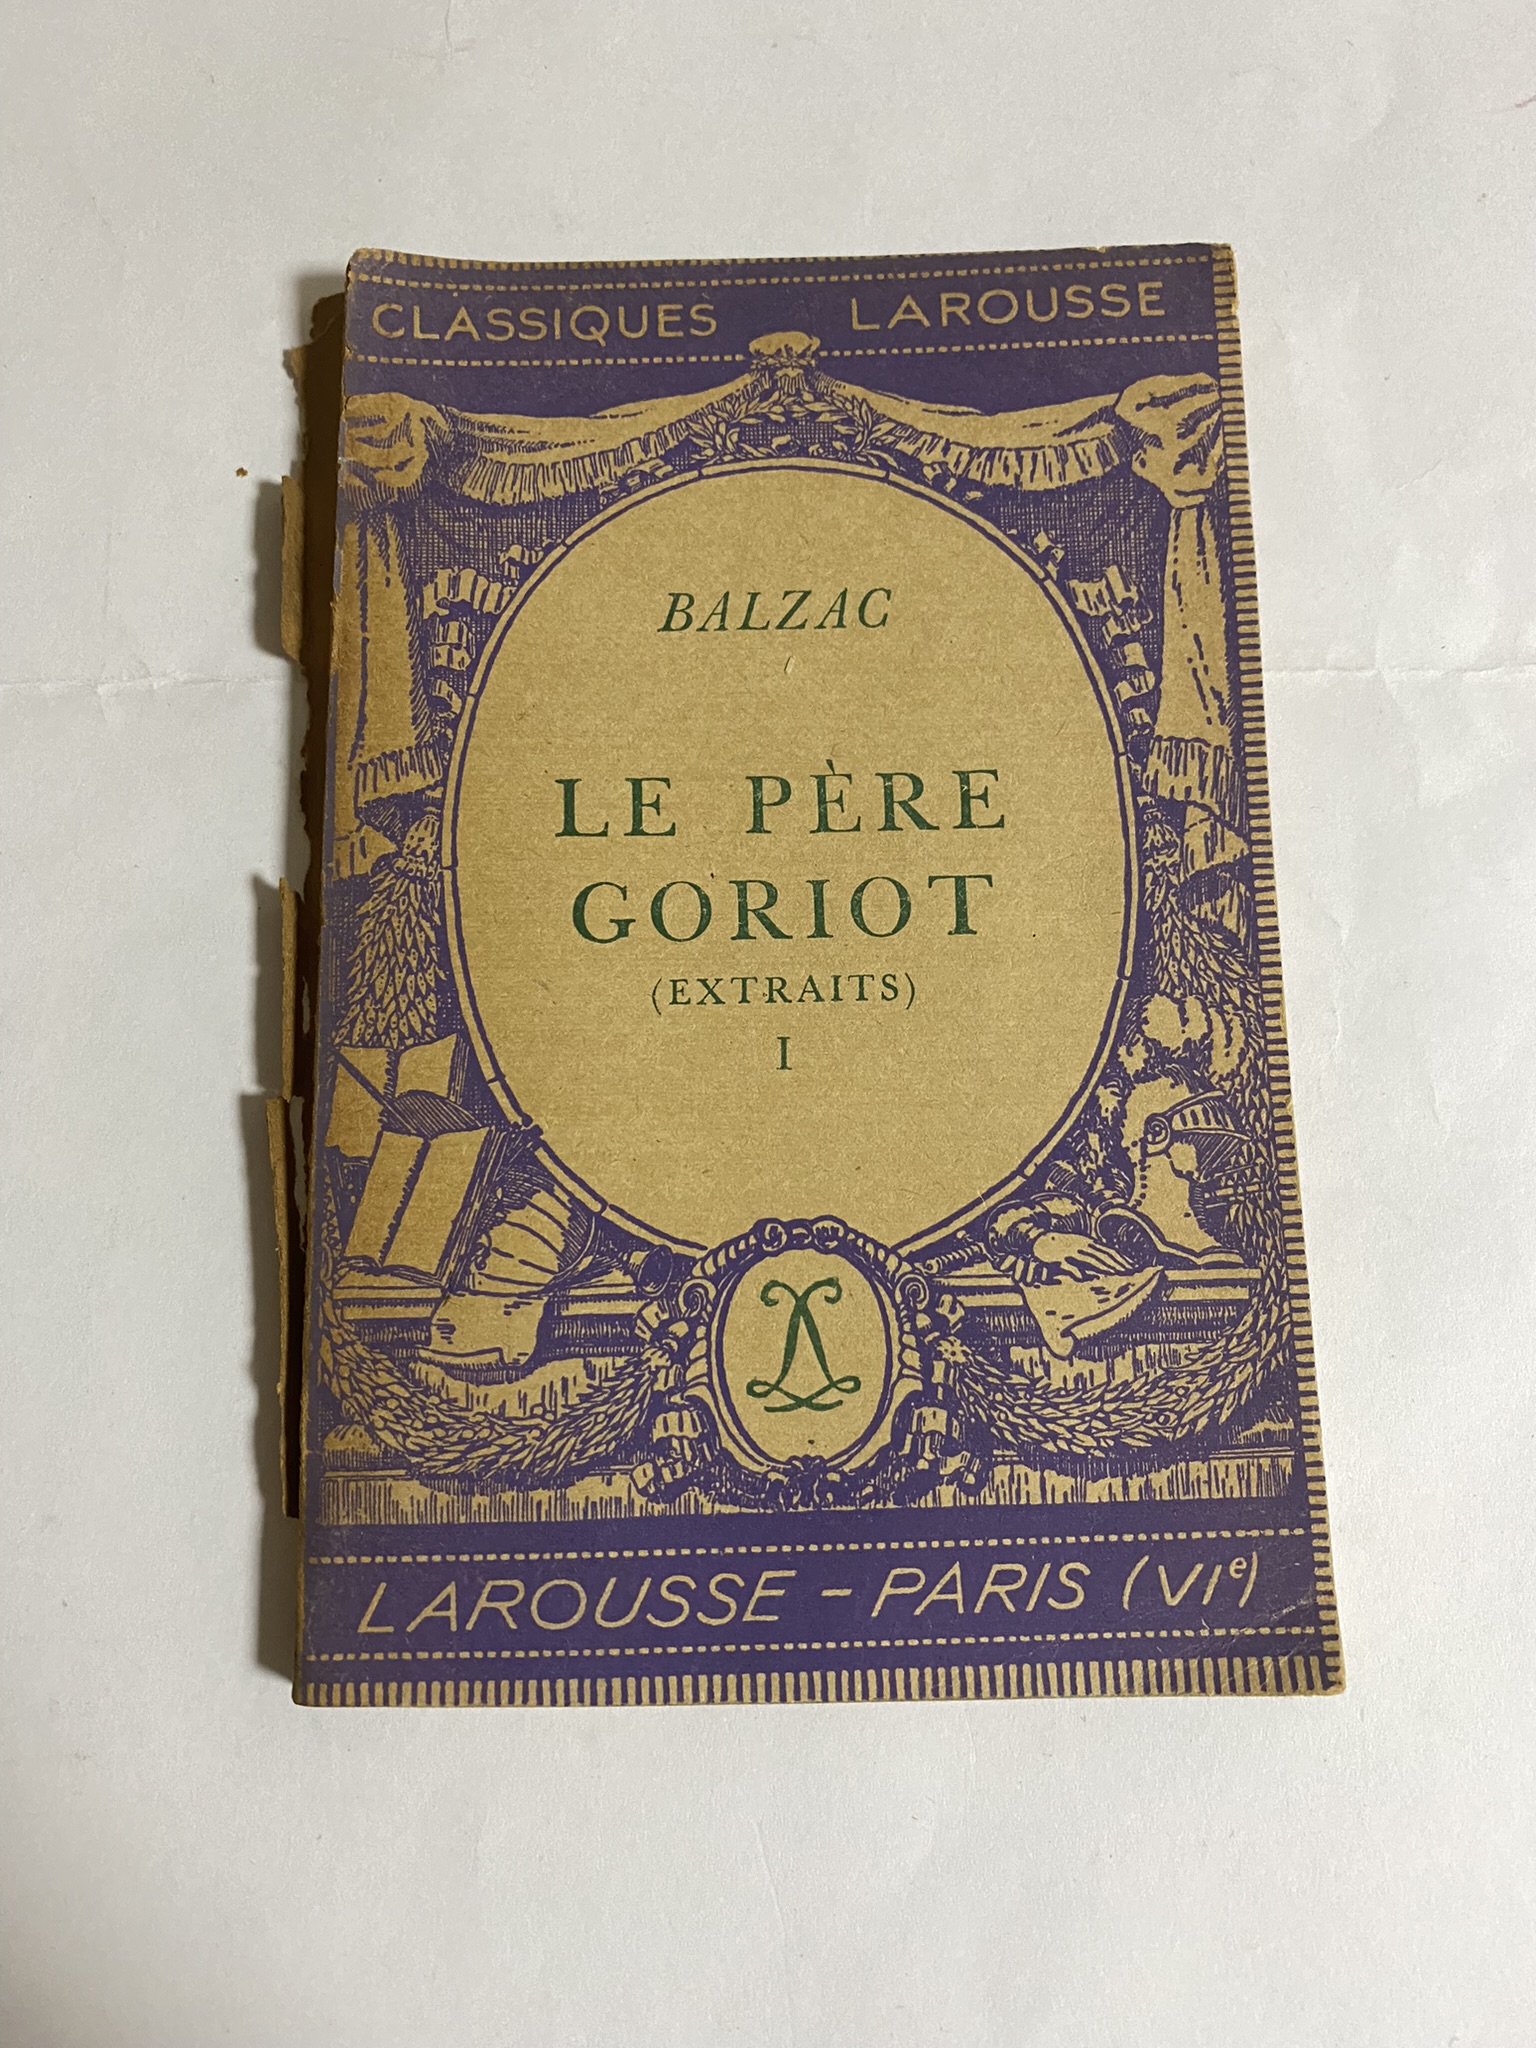 CLASSIQUES LAROUSSE
BALZAC
LE PÈRE
GORIOT
(EXTRAITS)
I
LAROUSSE – PARIS (VIe)